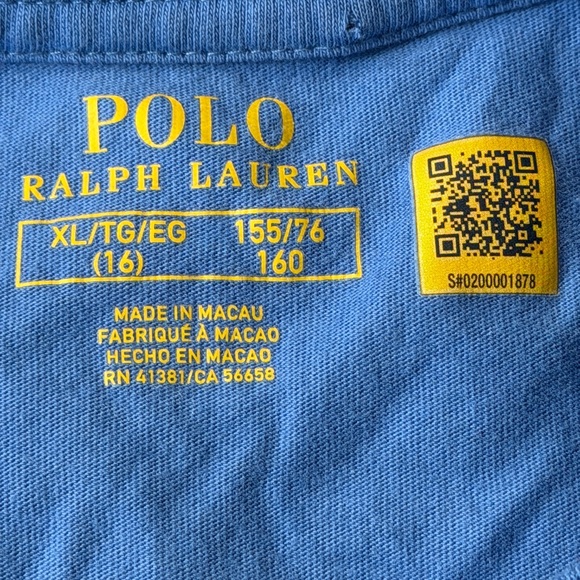 POLO
RALPH LAUREN
XL/TG/EG 155/76
(16) 160
MADE IN MACAU
FABRIQUÉ À MACAO
HECHO EN MACAO
RN 41381/CA 56658
S#0200001878